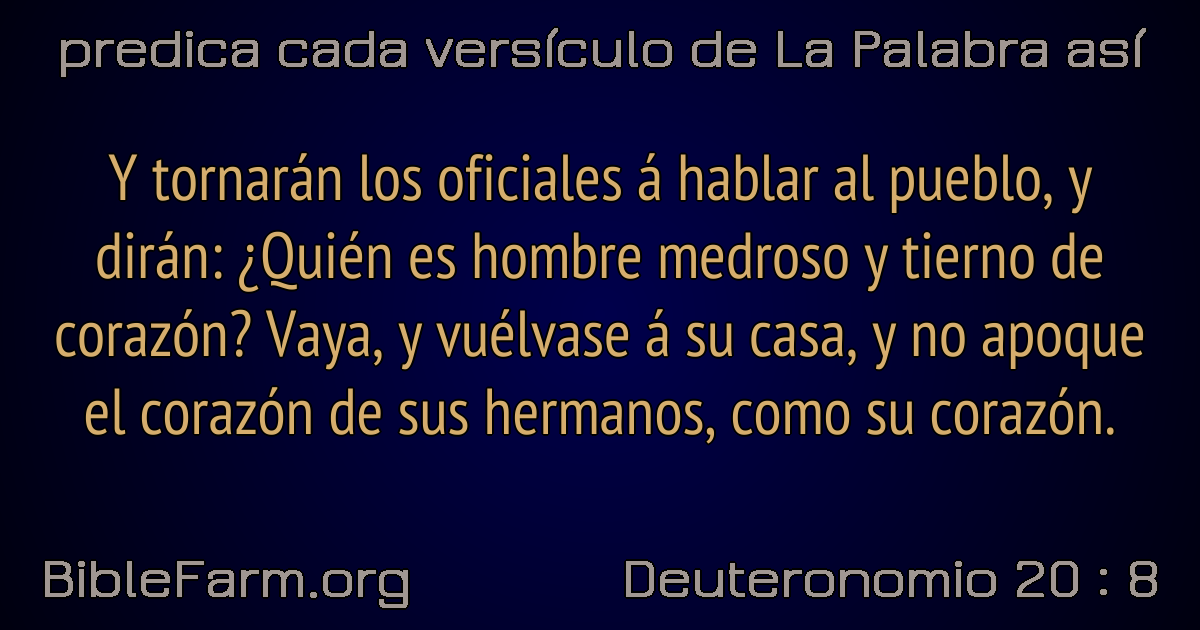 predica cada versículo de La Palabra así
Y tornarán los oficiales á hablar al pueblo, y
dirán: ¿Quién es hombre medroso y tierno de
corazón? Vaya, y vuélvase á su casa, y no apoque
el corazón de sus hermanos, como su corazón.
BibleFarm.org
Deuteronomio 20 : 8